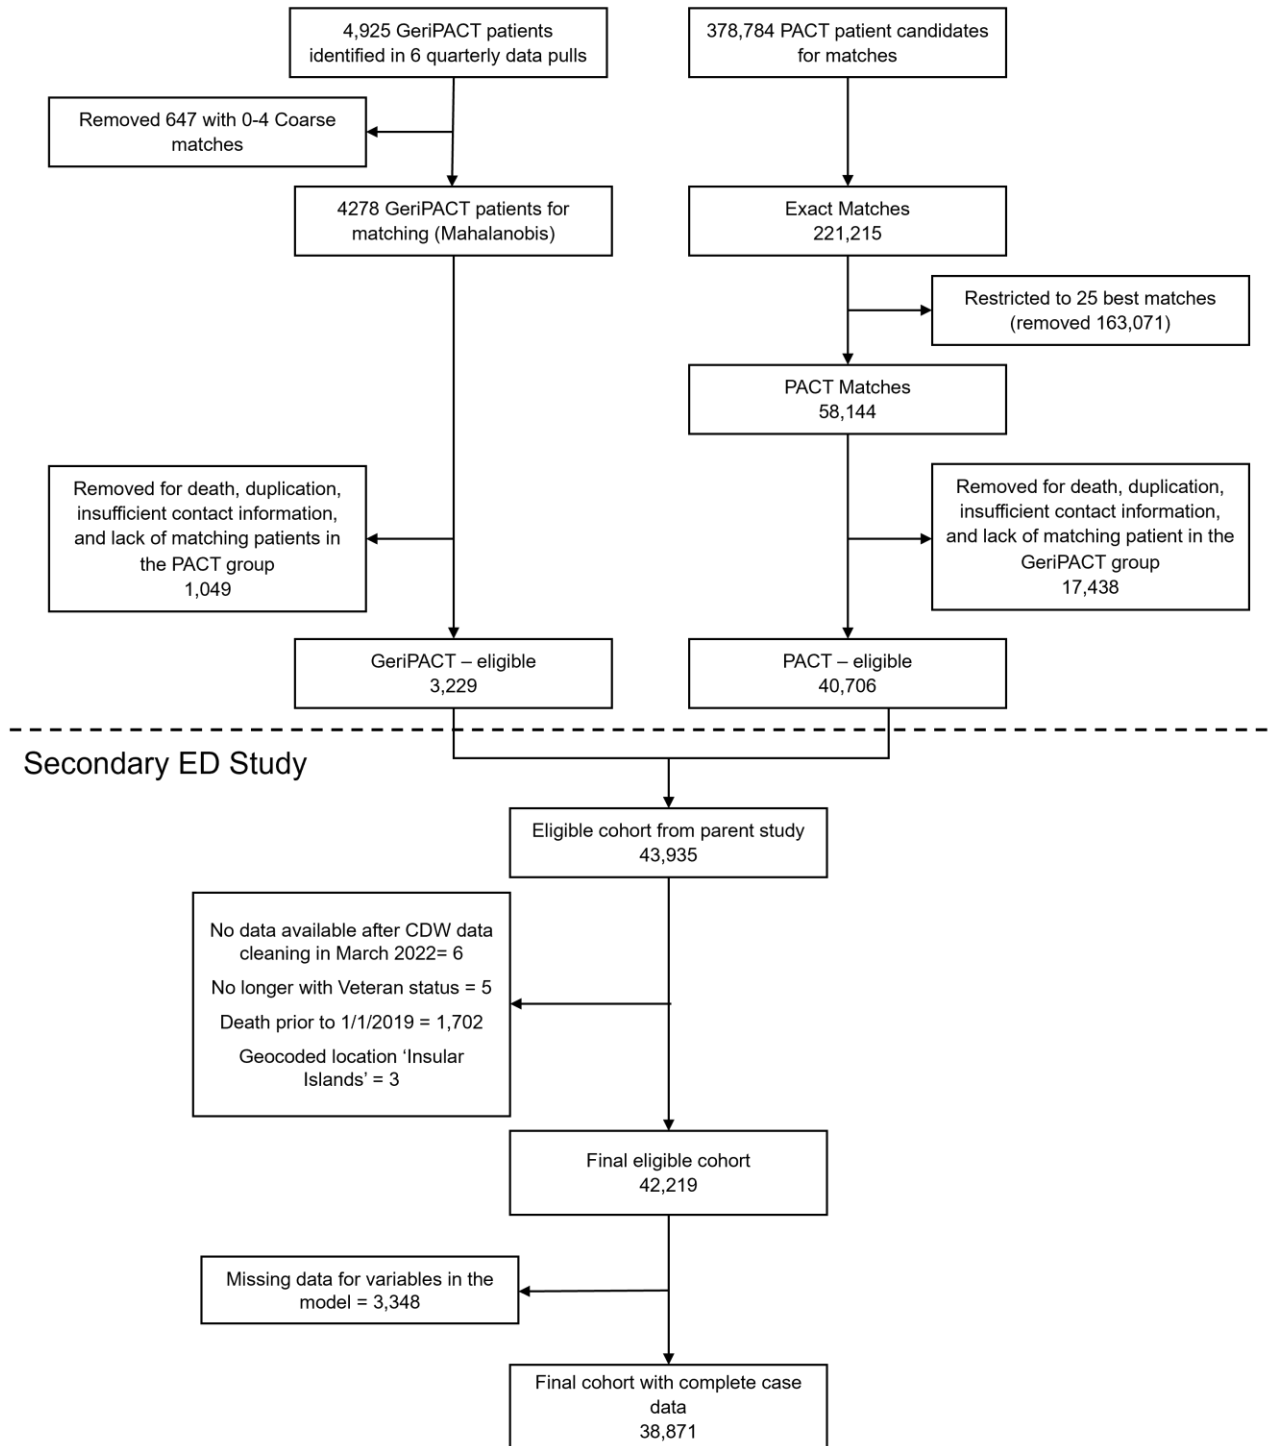 4,925 GeriPACT patients
identified in 6 quarterly data pulls
378,784 PACT patient candidates
for matches
Removed 647 with 0-4 Coarse
matches
4278 GeriPACT patients for
matching (Mahalanobis)
Exact Matches
221,215
Restricted to 25 best matches
(removed 163,071)
PACT Matches
58,144
Removed for death, duplication,
insufficient contact information,
and lack of matching patients in
the PACT group
1,049
Removed for death, duplication,
insufficient contact information,
and lack of matching patient in the
GeriPACT group
17,438
GeriPACT – eligible
3,229
PACT – eligible
40,706
Secondary ED Study
Eligible cohort from parent study
43,935
No data available after CDW data
cleaning in March 2022= 6
No longer with Veteran status = 5
Death prior to 1/1/2019 = 1,702
Geocoded location ‘Insular
Islands’ = 3
Final eligible cohort
42,219
Missing data for variables in the
model = 3,348
Final cohort with complete case
data
38,871